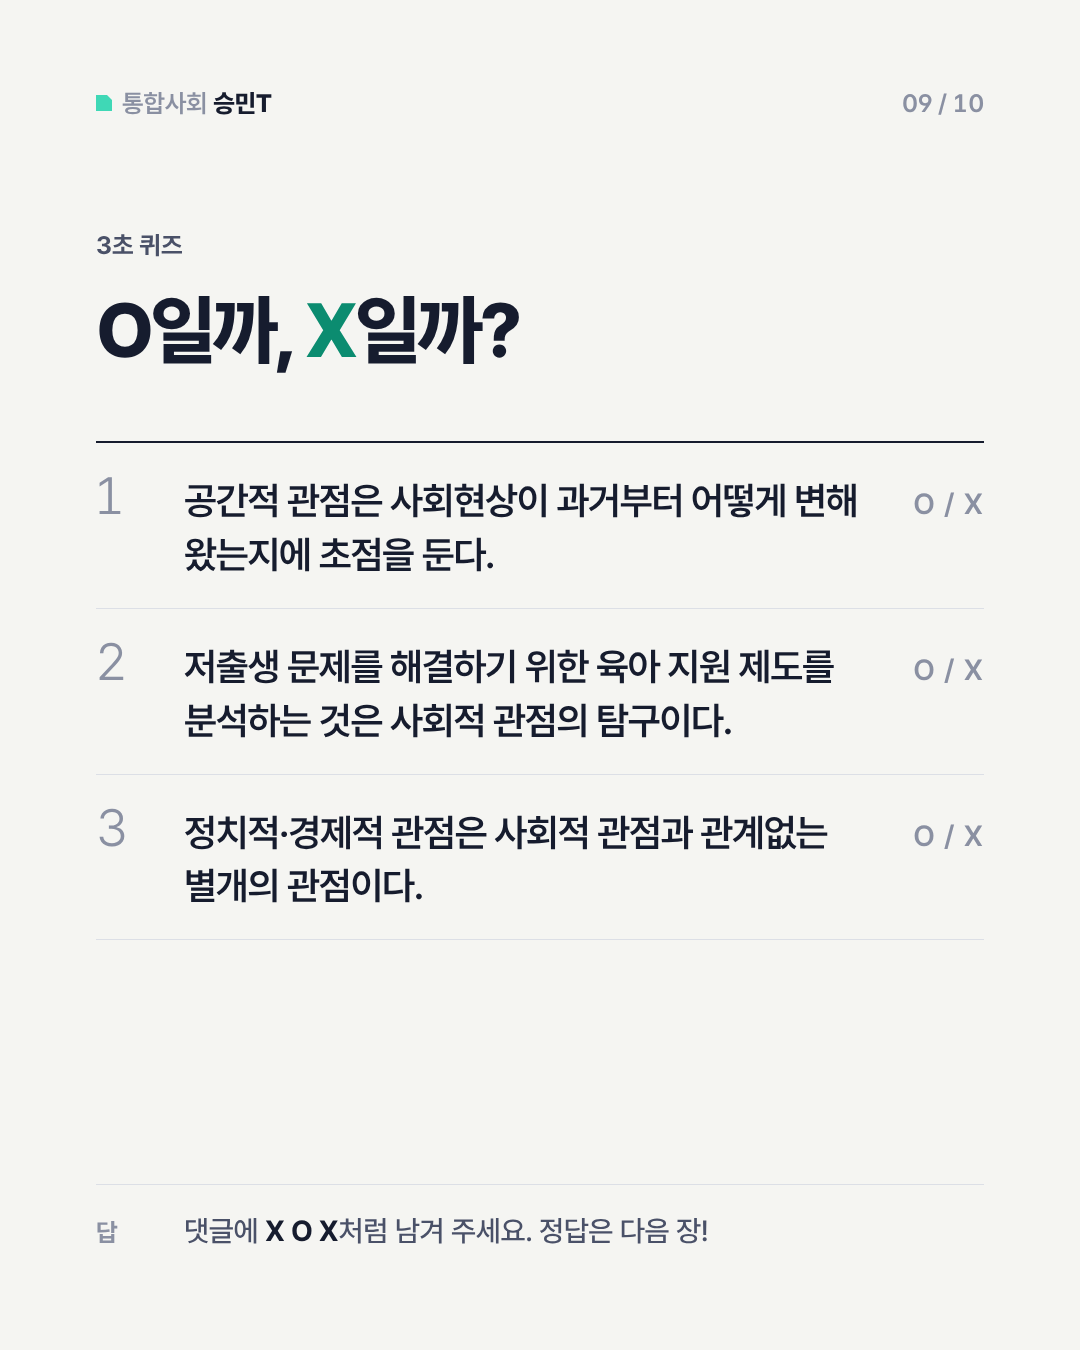 통합사회 승민T
09 / 10
3초 퀴즈
O일까, X일까?
1
공간적 관점은 사회현상이 과거부터 어떻게 변해
왔는지에 초점을 둔다.
O / X
2
저출생 문제를 해결하기 위한 육아 지원 제도를
분석하는 것은 사회적 관점의 탐구이다.
O / X
3
정치적·경제적 관점은 사회적 관점과 관계없는
별개의 관점이다.
O / X
답
댓글에 X O X처럼 남겨 주세요. 정답은 다음 장!